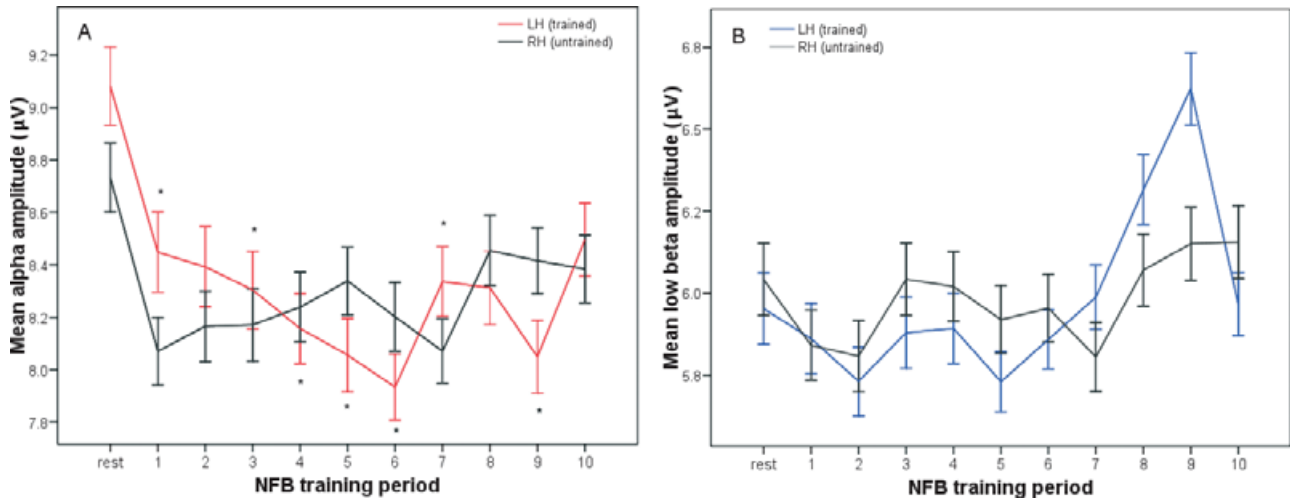 A
LH (trained)
RH (untrained)
Mean alpha amplitude (µV)
9.2
9.0
8.8
8.6
8.4
8.2
8.0
7.8
*
*
*
*
*
*
*
rest 1 2 3 4 5 6 7 8 9 10
NFB training period
B
LH (trained)
RH (untrained)
Mean low beta amplitude (µV)
6.8
6.5
6.2
6.0
5.8
rest 1 2 3 4 5 6 7 8 9 10
NFB training period